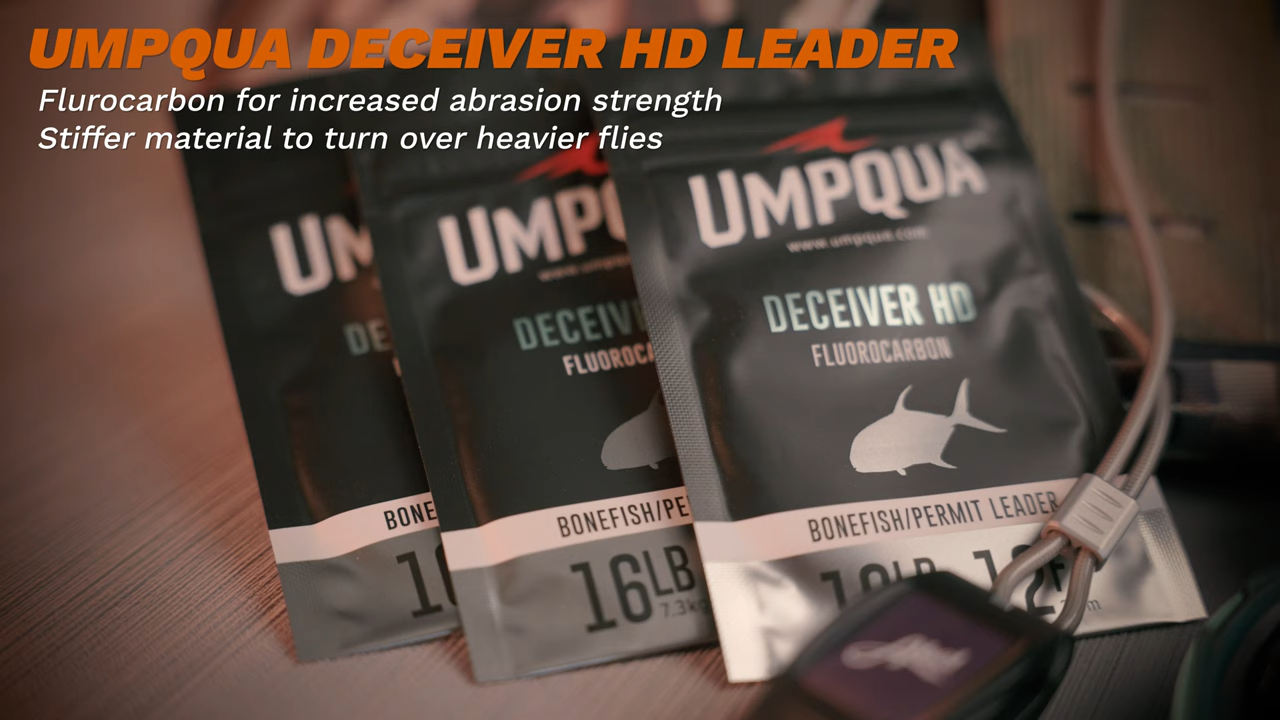 UMPQUA DECEIVER HD LEADER
Flurocarbon for increased abrasion strength
Stiffer material to turn over heavier flies
UM
DE
BONE
UMPQ
DECEIV
FLUOROCA
BONEFISH/PE
16LB
7.3kg
UMPQUA
www.umpqua.com
DECEIVER HD
FLUOROCARBON
BONEFISH/PERMIT LEADER